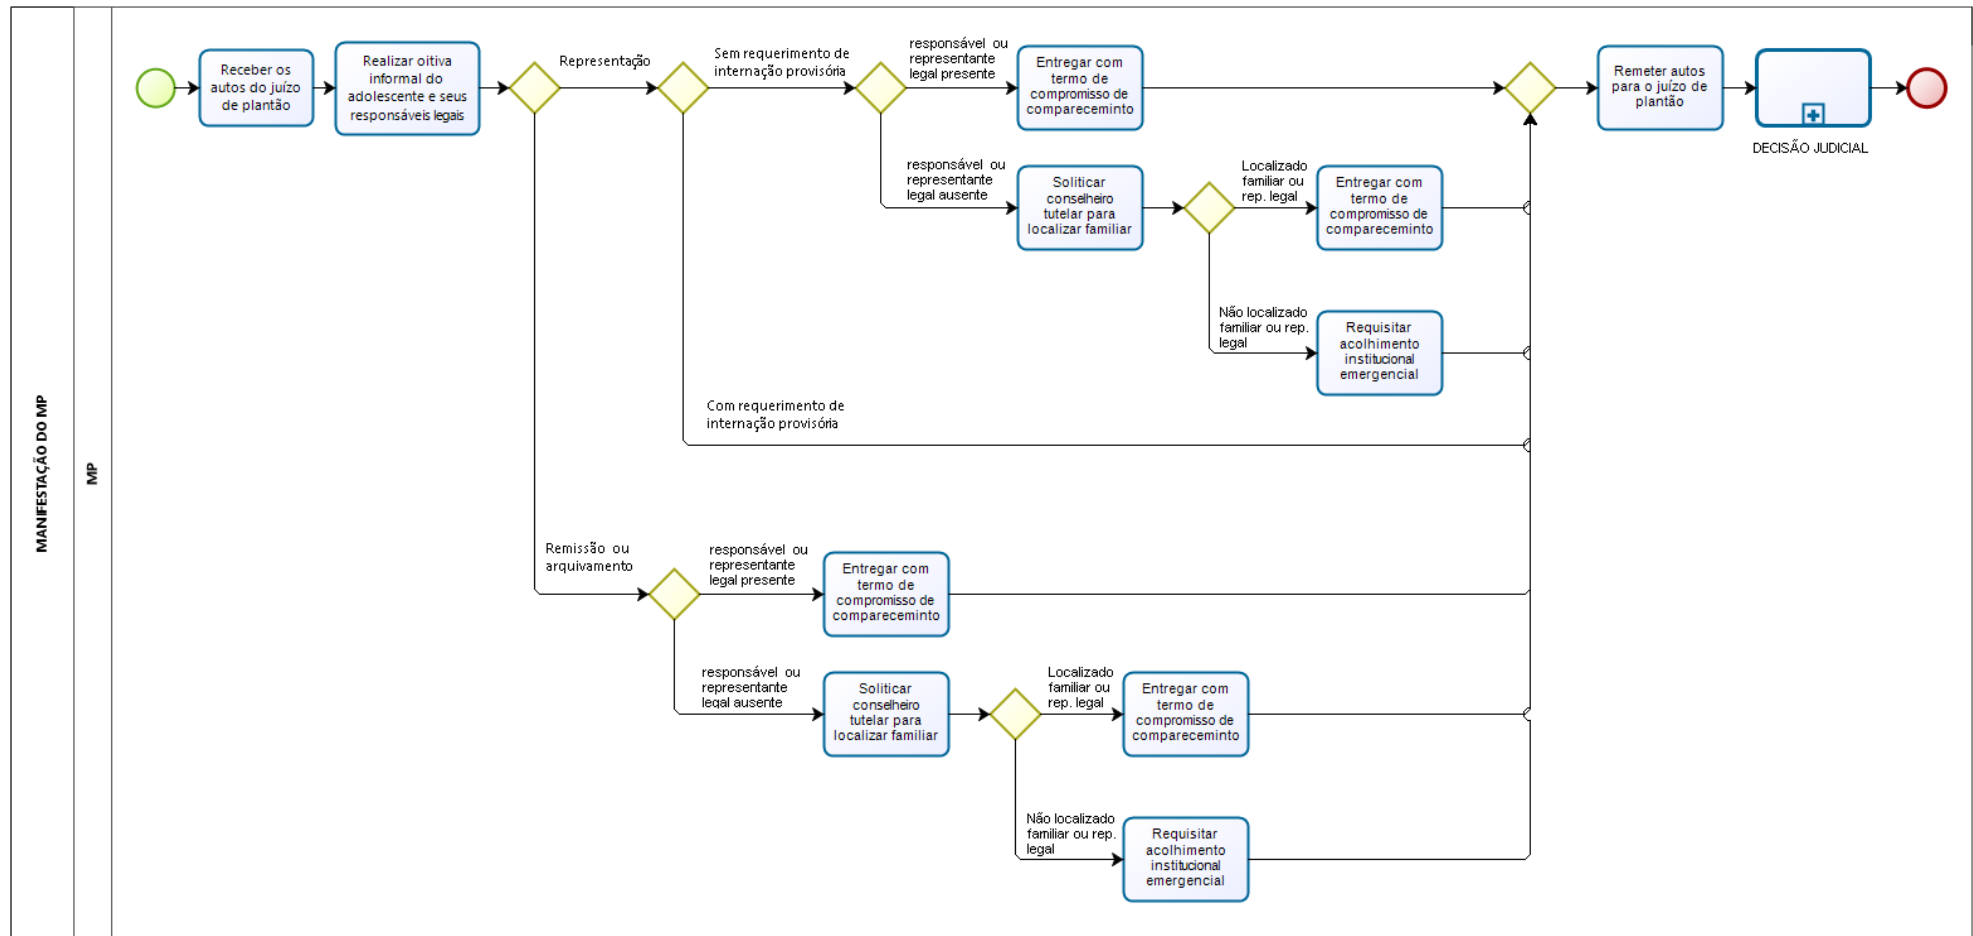 MANIFESTAÇÃO DO MP
MP
Receber os
autos do juízo
de plantão
Realizar oitiva
informal do
adolescente e seus
responsáveis legais
Representação
Sem requerimento de
internação provisória
responsável ou
representante
legal presente
Entregar com
termo de
compromisso de
compareceminto
Remeter autos
para o juízo de
plantão
DECISÃO JUDICIAL
responsável ou
representante
legal ausente
Soliticar
conselheiro
tutelar para
localizar familiar
Localizado
familiar ou
rep. legal
Entregar com
termo de
compromisso de
compareceminto
Não localizado
familiar ou rep.
legal
Requisitar
acolhimento
institucional
emergencial
Com requerimento de
internação provisória
Remissão ou
arquivamento
responsável ou
representante
legal presente
Entregar com
termo de
compromisso de
compareceminto
responsável ou
representante
legal ausente
Soliticar
conselheiro
tutelar para
localizar familiar
Localizado
familiar ou
rep. legal
Entregar com
termo de
compromisso de
compareceminto
Não localizado
familiar ou rep.
legal
Requisitar
acolhimento
institucional
emergencial